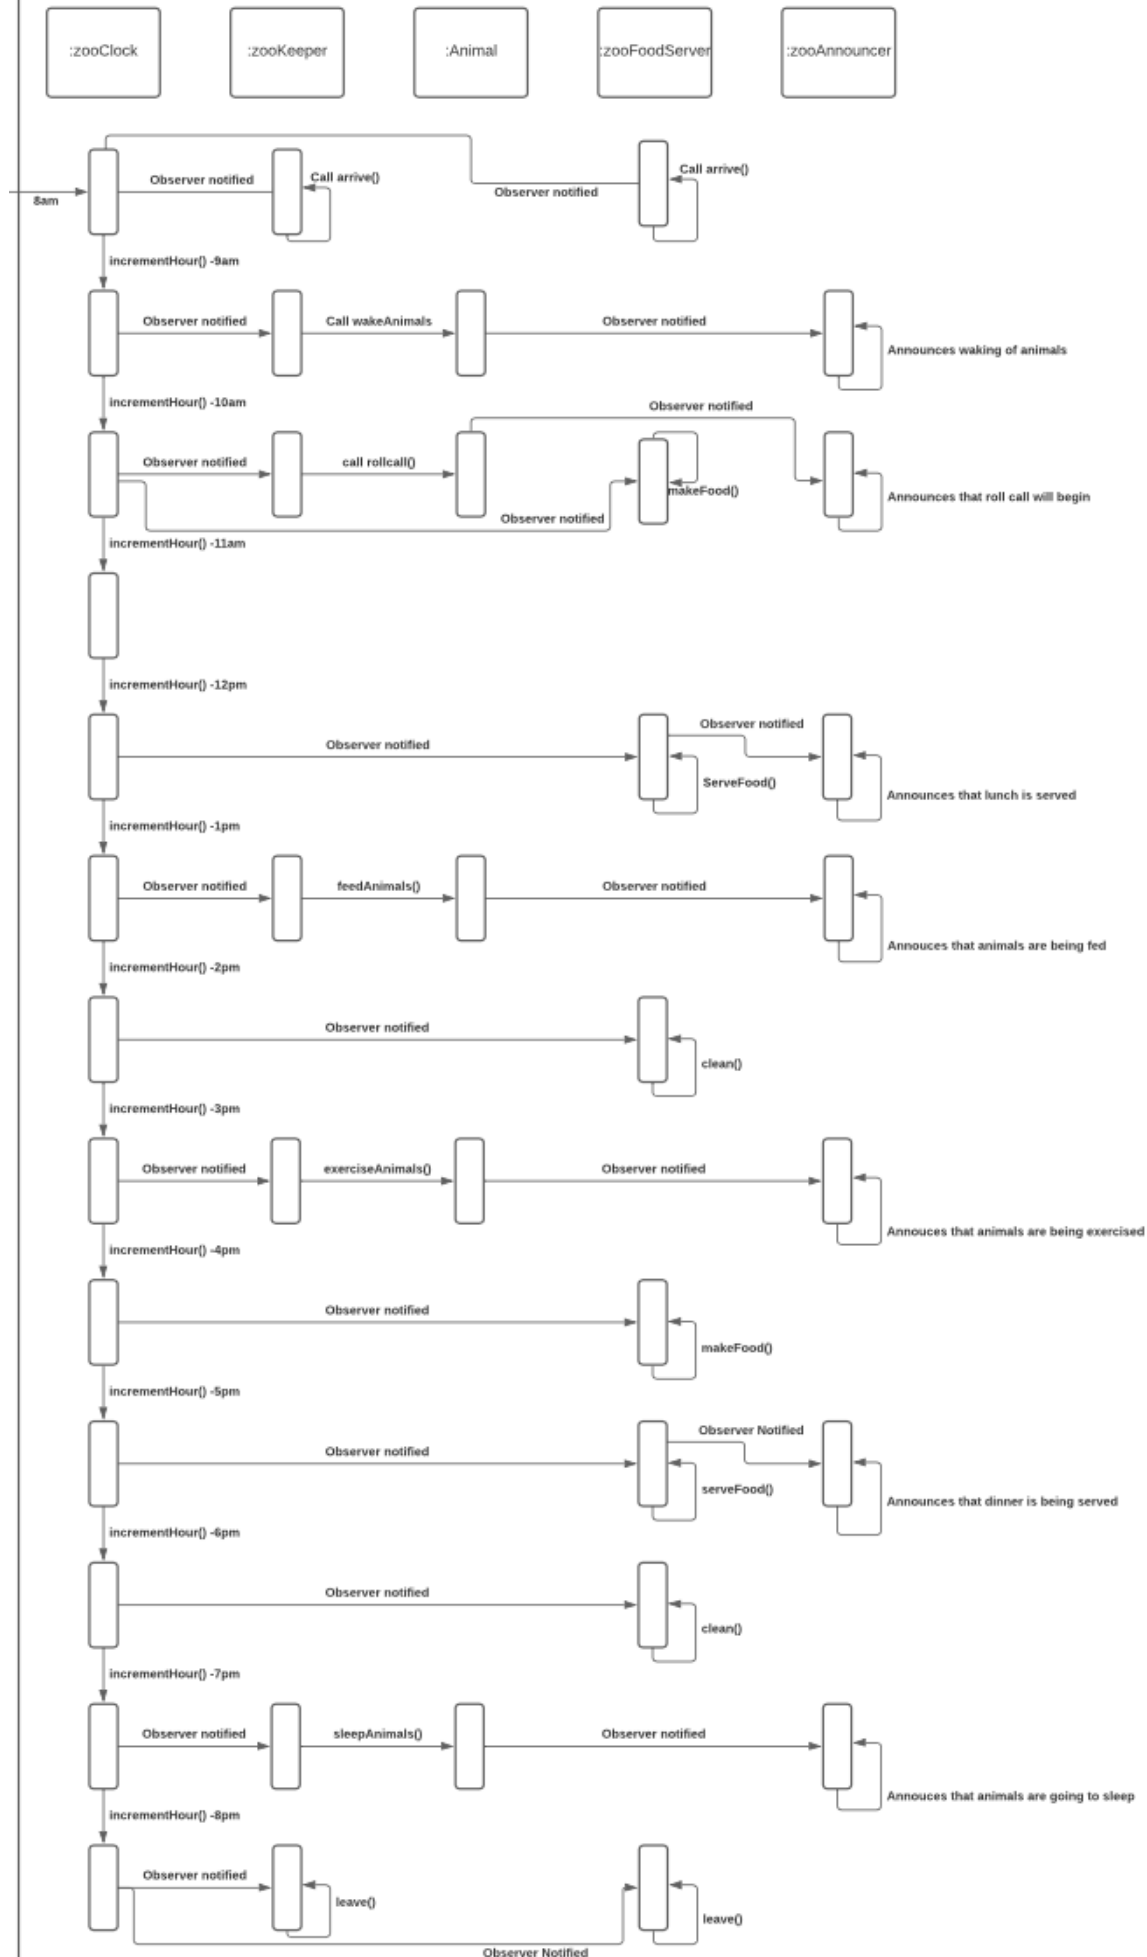 :zooClock
:zooKeeper
:Animal
:zooFoodServer
:zooAnnouncer
Call arrive()
Call arrive()
Observer notified
Observer notified
8am
incrementHour() -9am
Observer notified
Call wakeAnimals
Observer notified
Announces waking of animals
incrementHour() -10am
Observer notified
Observer notified
call rollcall()
makeFood()
Announces that roll call will begin
Observer notified
incrementHour() -11am
incrementHour() -12pm
Observer notified
Observer notified
ServeFood()
Announces that lunch is served
incrementHour() -1pm
Observer notified
feedAnimals()
Observer notified
Annouces that animals are being fed
incrementHour() -2pm
Observer notified
clean()
incrementHour() -3pm
Observer notified
exerciseAnimals()
Observer notified
Annouces that animals are being exercised
incrementHour() -4pm
Observer notified
makeFood()
incrementHour() -5pm
Observer Notified
Observer notified
serveFood()
Announces that dinner is being served
incrementHour() -6pm
Observer notified
clean()
incrementHour() -7pm
Observer notified
sleepAnimals()
Observer notified
Annouces that animals are going to sleep
incrementHour() -8pm
Observer notified
leave()
leave()
Observer Notified